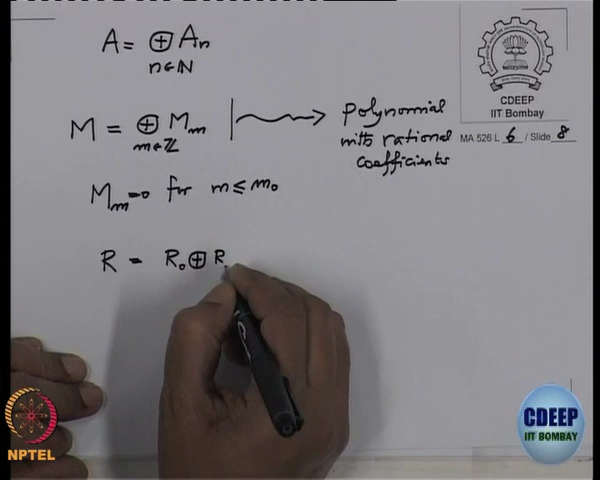 A = ⊕ Aₙ
n∈ℕ
M = ⊕ Mₘ ⟿ polynomial
m∈ℤ
with rational
coefficients
Mₘ=0 for m ≤ m₀
R = R₀ ⊕ R
CDEEP
IIT Bombay
MA 526 L 6 / Slide 8
NPTEL
CDEEP
IIT BOMBAY